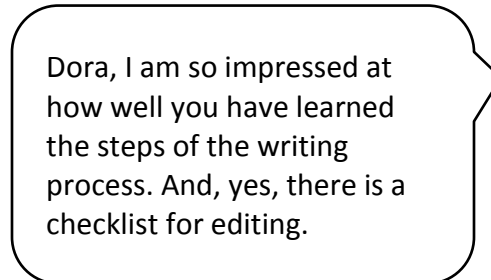 Dora, I am so impressed at
how well you have learned
the steps of the writing
process. And, yes, there is a
checklist for editing.